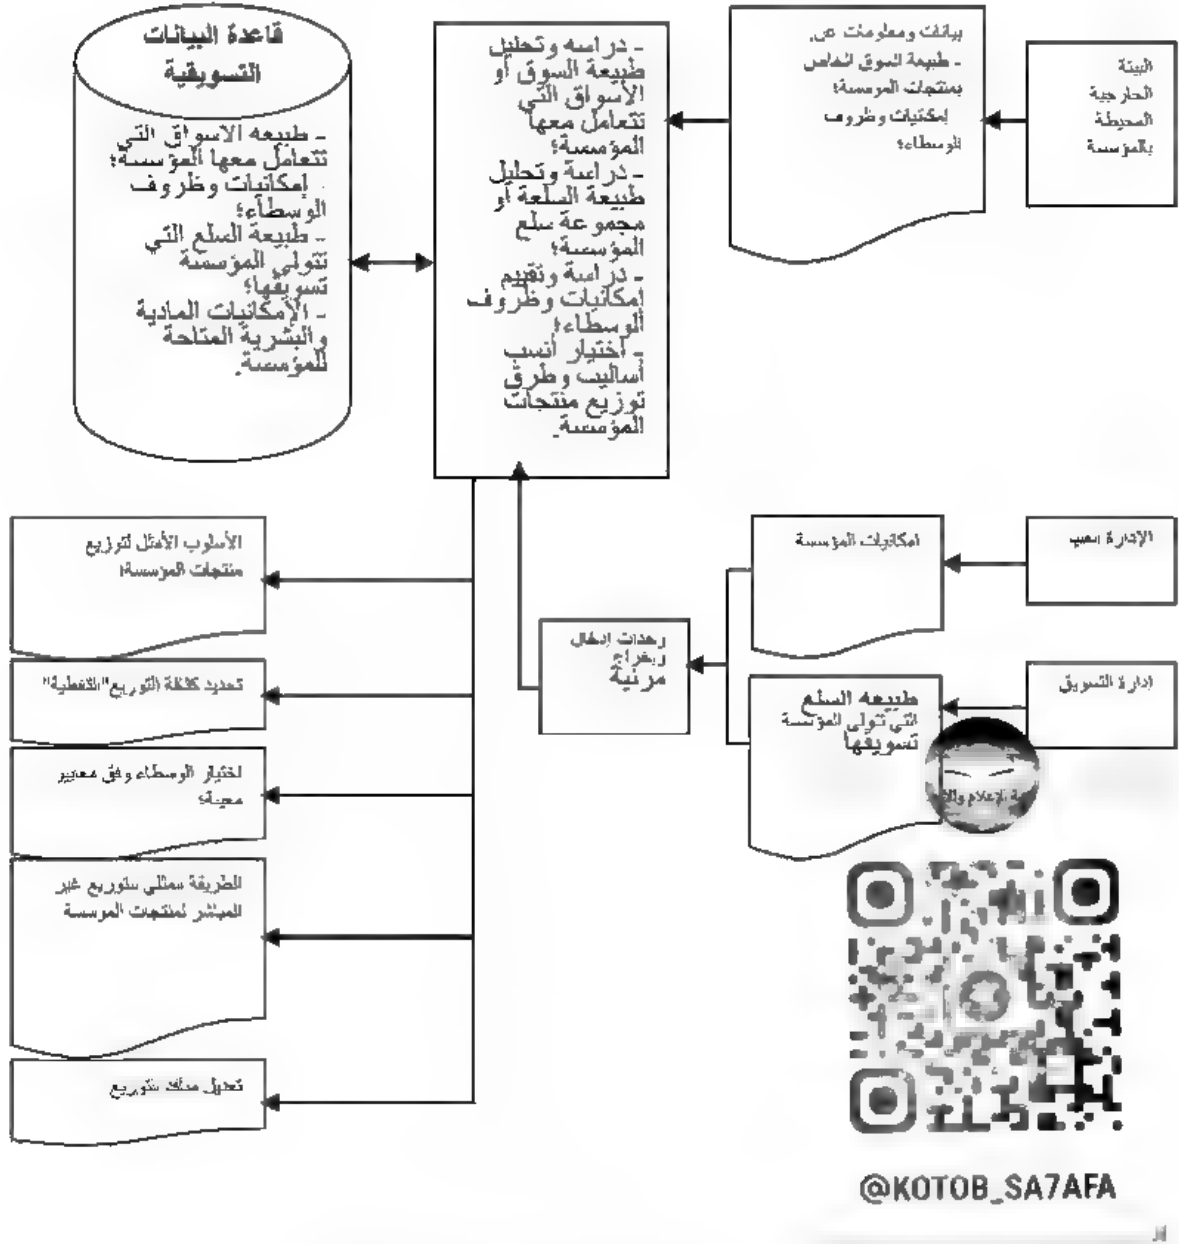 البيئة
الخارجية
المحيطة
بالمؤسسة
بيانات ومعلومات عن
- طبيعة السوق الخاص
بمنتجات المؤسسة؛
إمكانيات وظروف
الوسطاء؛
- دراسة وتحليل
طبيعة السوق أو
الأسواق التي
تتعامل معها
المؤسسة؛
- دراسة وتحليل
طبيعة السلعة أو
مجموعة سلع
المؤسسة؛
- دراسة وتقييم
إمكانيات وظروف
الوسطاء؛
- اختيار أنسب
أساليب وطرق
توزيع منتجات
المؤسسة.
قاعدة البيانات
التسويقية
- طبيعة الاسواق التي
تتعامل معها المؤسسة؛
- إمكانيات وظروف
الوسطاء؛
- طبيعة السلع التي
تتولى المؤسسة
تسويقها؛
- الإمكانيات المادية
والبشرية المتاحة
للمؤسسة.
الإدارة
امكانيات المؤسسة
إدارة التسويق
طبيعة السلع
التي تتولى المؤسسة
تسويقها
وحدات إدخال
وإخراج
مرئية
الأسلوب الأمثل لتوزيع
منتجات المؤسسة؛
تحديد كثافة التوزيع "التغطية"
اختيار الوسطاء وفق معايير
معينة؛
الطريقة غير
المباشر لمنتجات المؤسسة
تعديل
@KOTOB_SA7AFA